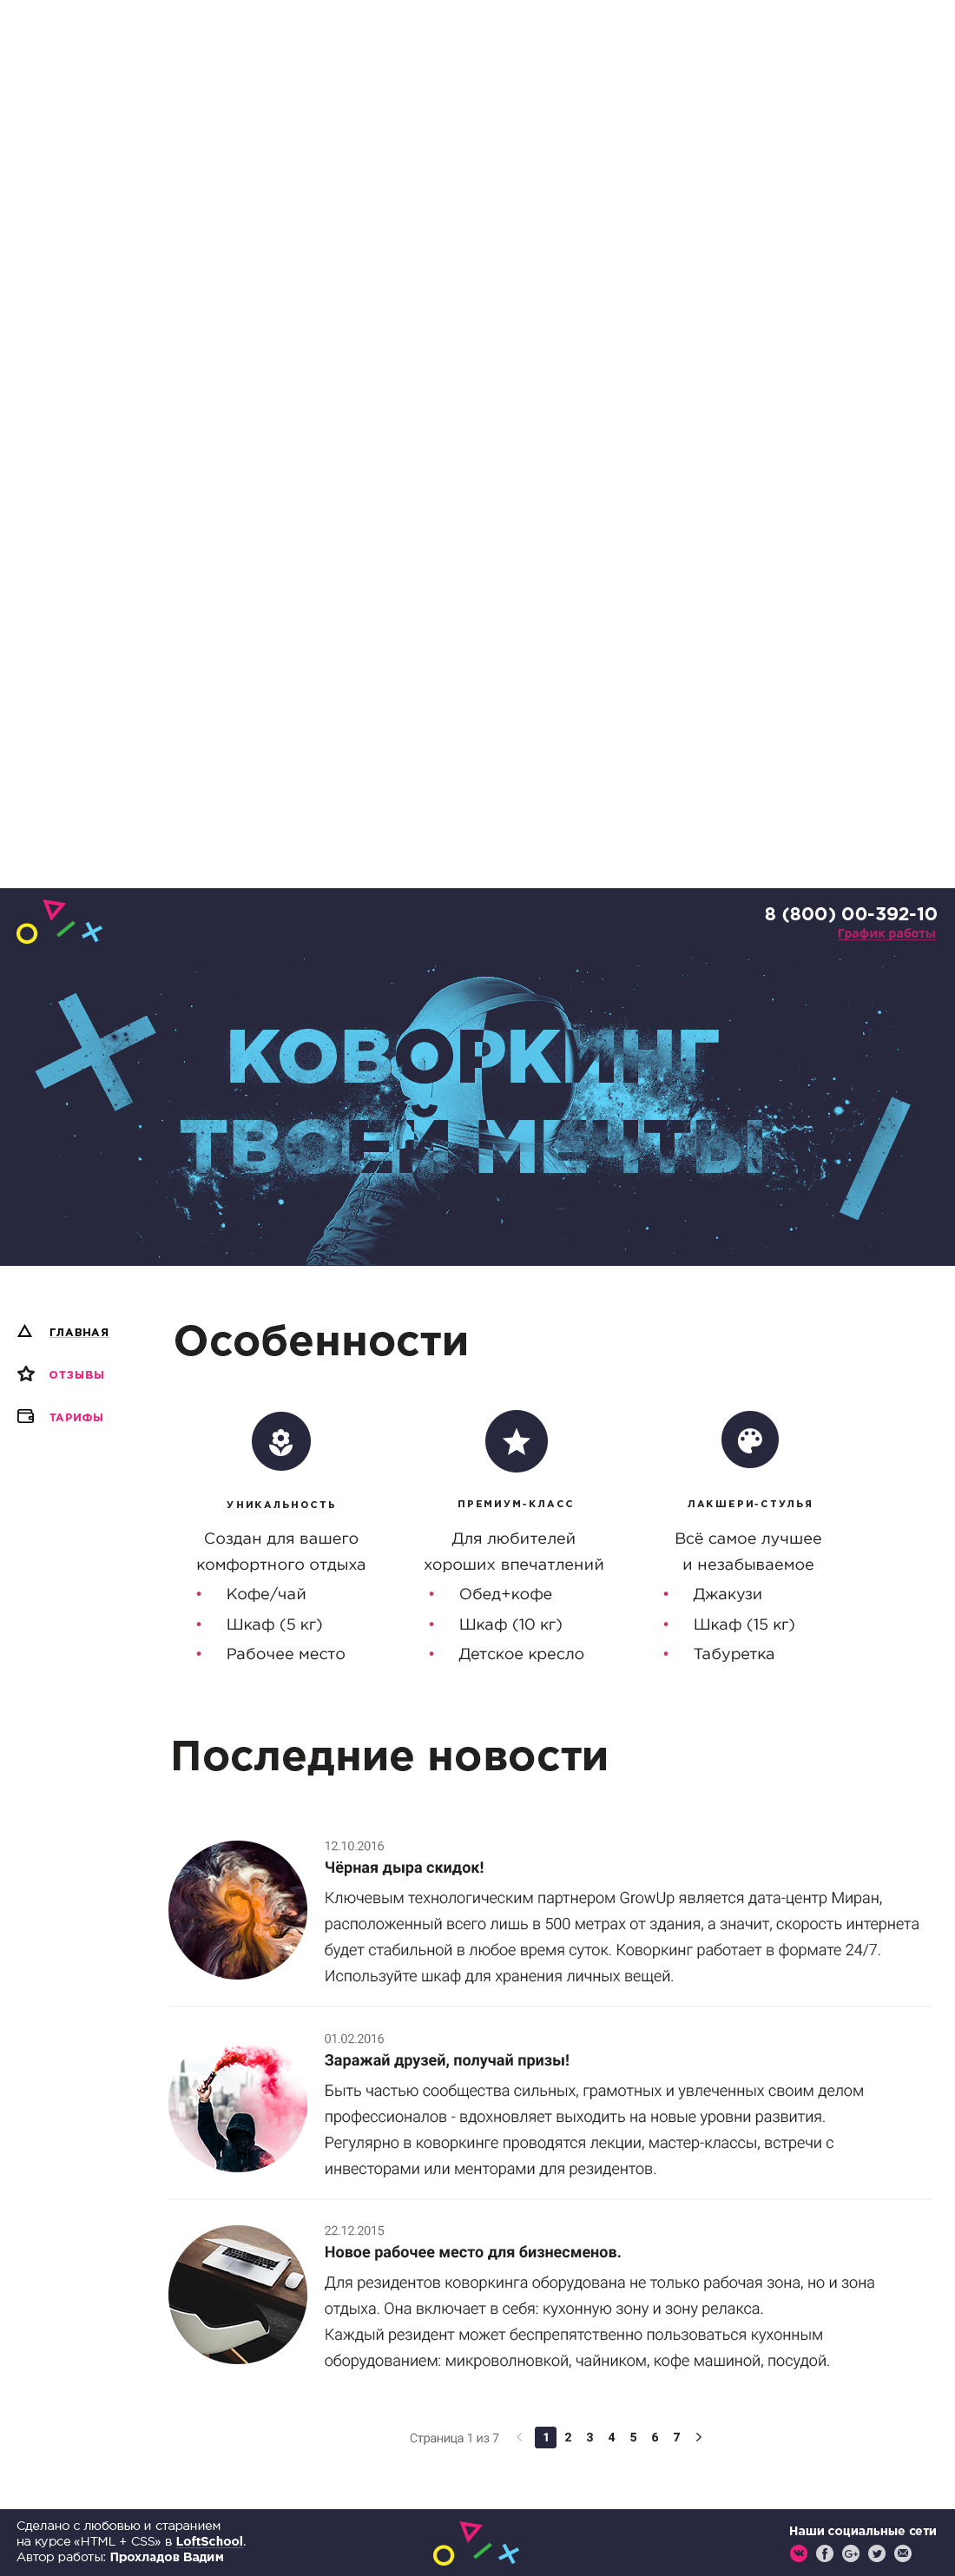 8 (800) 00-392-10
График работы
КОВОРКИНГ
ТВОЕЙ МЕЧТЫ
ГЛАВНАЯ
ОТЗЫВЫ
ТАРИФЫ
Особенности
УНИКАЛЬНОСТЬ
Создан для вашего
комфортного отдыха
• Кофе/чай
• Шкаф (5 кг)
• Рабочее место
ПРЕМИУМ-КЛАСС
Для любителей
хороших впечатлений
• Обед+кофе
• Шкаф (10 кг)
• Детское кресло
ЛАКШЕРИ-СТУЛЬЯ
Всё самое лучшее
и незабываемое
• Джакузи
• Шкаф (15 кг)
• Табуретка
Последние новости
12.10.2016
Чёрная дыра скидок!
Ключевым технологическим партнером GrowUp является дата-центр Миран,
расположенный всего лишь в 500 метрах от здания, а значит, скорость интернета
будет стабильной в любое время суток. Коворкинг работает в формате 24/7.
Используйте шкаф для хранения личных вещей.
01.02.2016
Заражай друзей, получай призы!
Быть частью сообщества сильных, грамотных и увлеченных своим делом
профессионалов - вдохновляет выходить на новые уровни развития.
Регулярно в коворкинге проводятся лекции, мастер-классы, встречи с
инвесторами или менторами для резидентов.
22.12.2015
Новое рабочее место для бизнесменов.
Для резидентов коворкинга оборудована не только рабочая зона, но и зона
отдыха. Она включает в себя: кухонную зону и зону релакса.
Каждый резидент может беспрепятственно пользоваться кухонным
оборудованием: микроволновкой, чайником, кофе машиной, посудой.
Страница 1 из 7 1 2 3 4 5 6 7
Сделано с любовью и старанием
на курсе «HTML + CSS» в LoftSchool.
Автор работы: Прохладов Вадим
Наши социальные сети